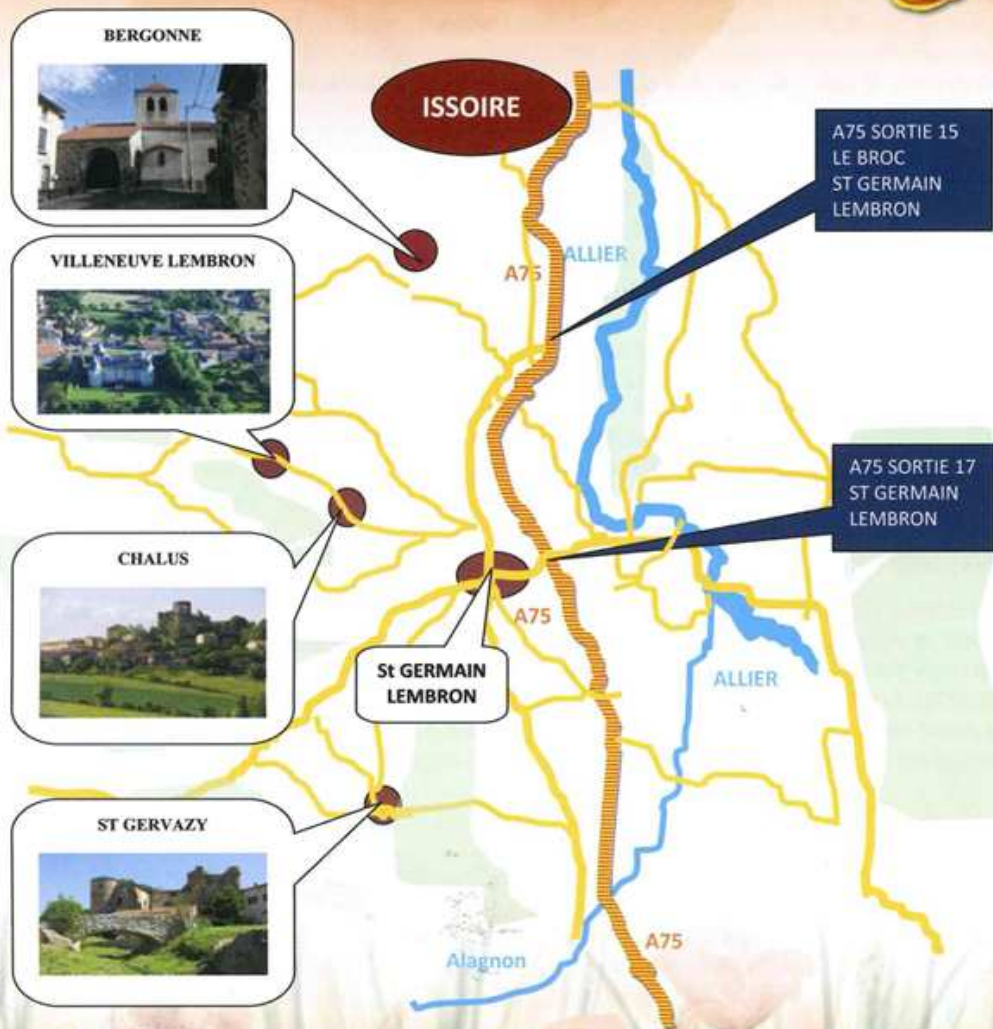 BERGONNE
ISSOIRE
A75 SORTIE 15
LE BROC
ST GERMAIN
LEMBRON
VILLENEUVE LEMBRON
A75
ALLIER
A75 SORTIE 17
ST GERMAIN
LEMBRON
CHALUS
A75
St GERMAIN
LEMBRON
ALLIER
ST GERVAZY
A75
Alagnon